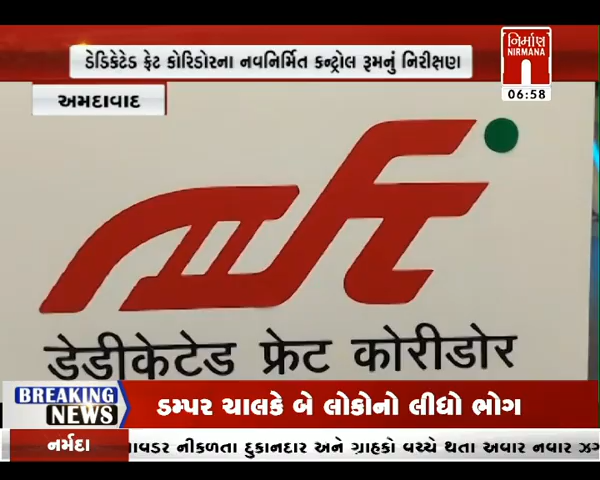 ડેડિકેટેડ ફ્રેટ કોરિડોરના નવનિર્મિત કન્ટ્રોલ રૂમનું નિરીક્ષણ
નિર્માણ
NIRMANA
06:58
અમદાવાદ
डेडीकेटेड फ्रेट कोरीडोर
BREAKING NEWS
ડમ્પર ચાલકે બે લોકોનો લીધો ભોગ
નર્મદા
નીકળતા દુકાનદાર અને ગ્રાહકો વચ્ચે થતા અવાર નવાર